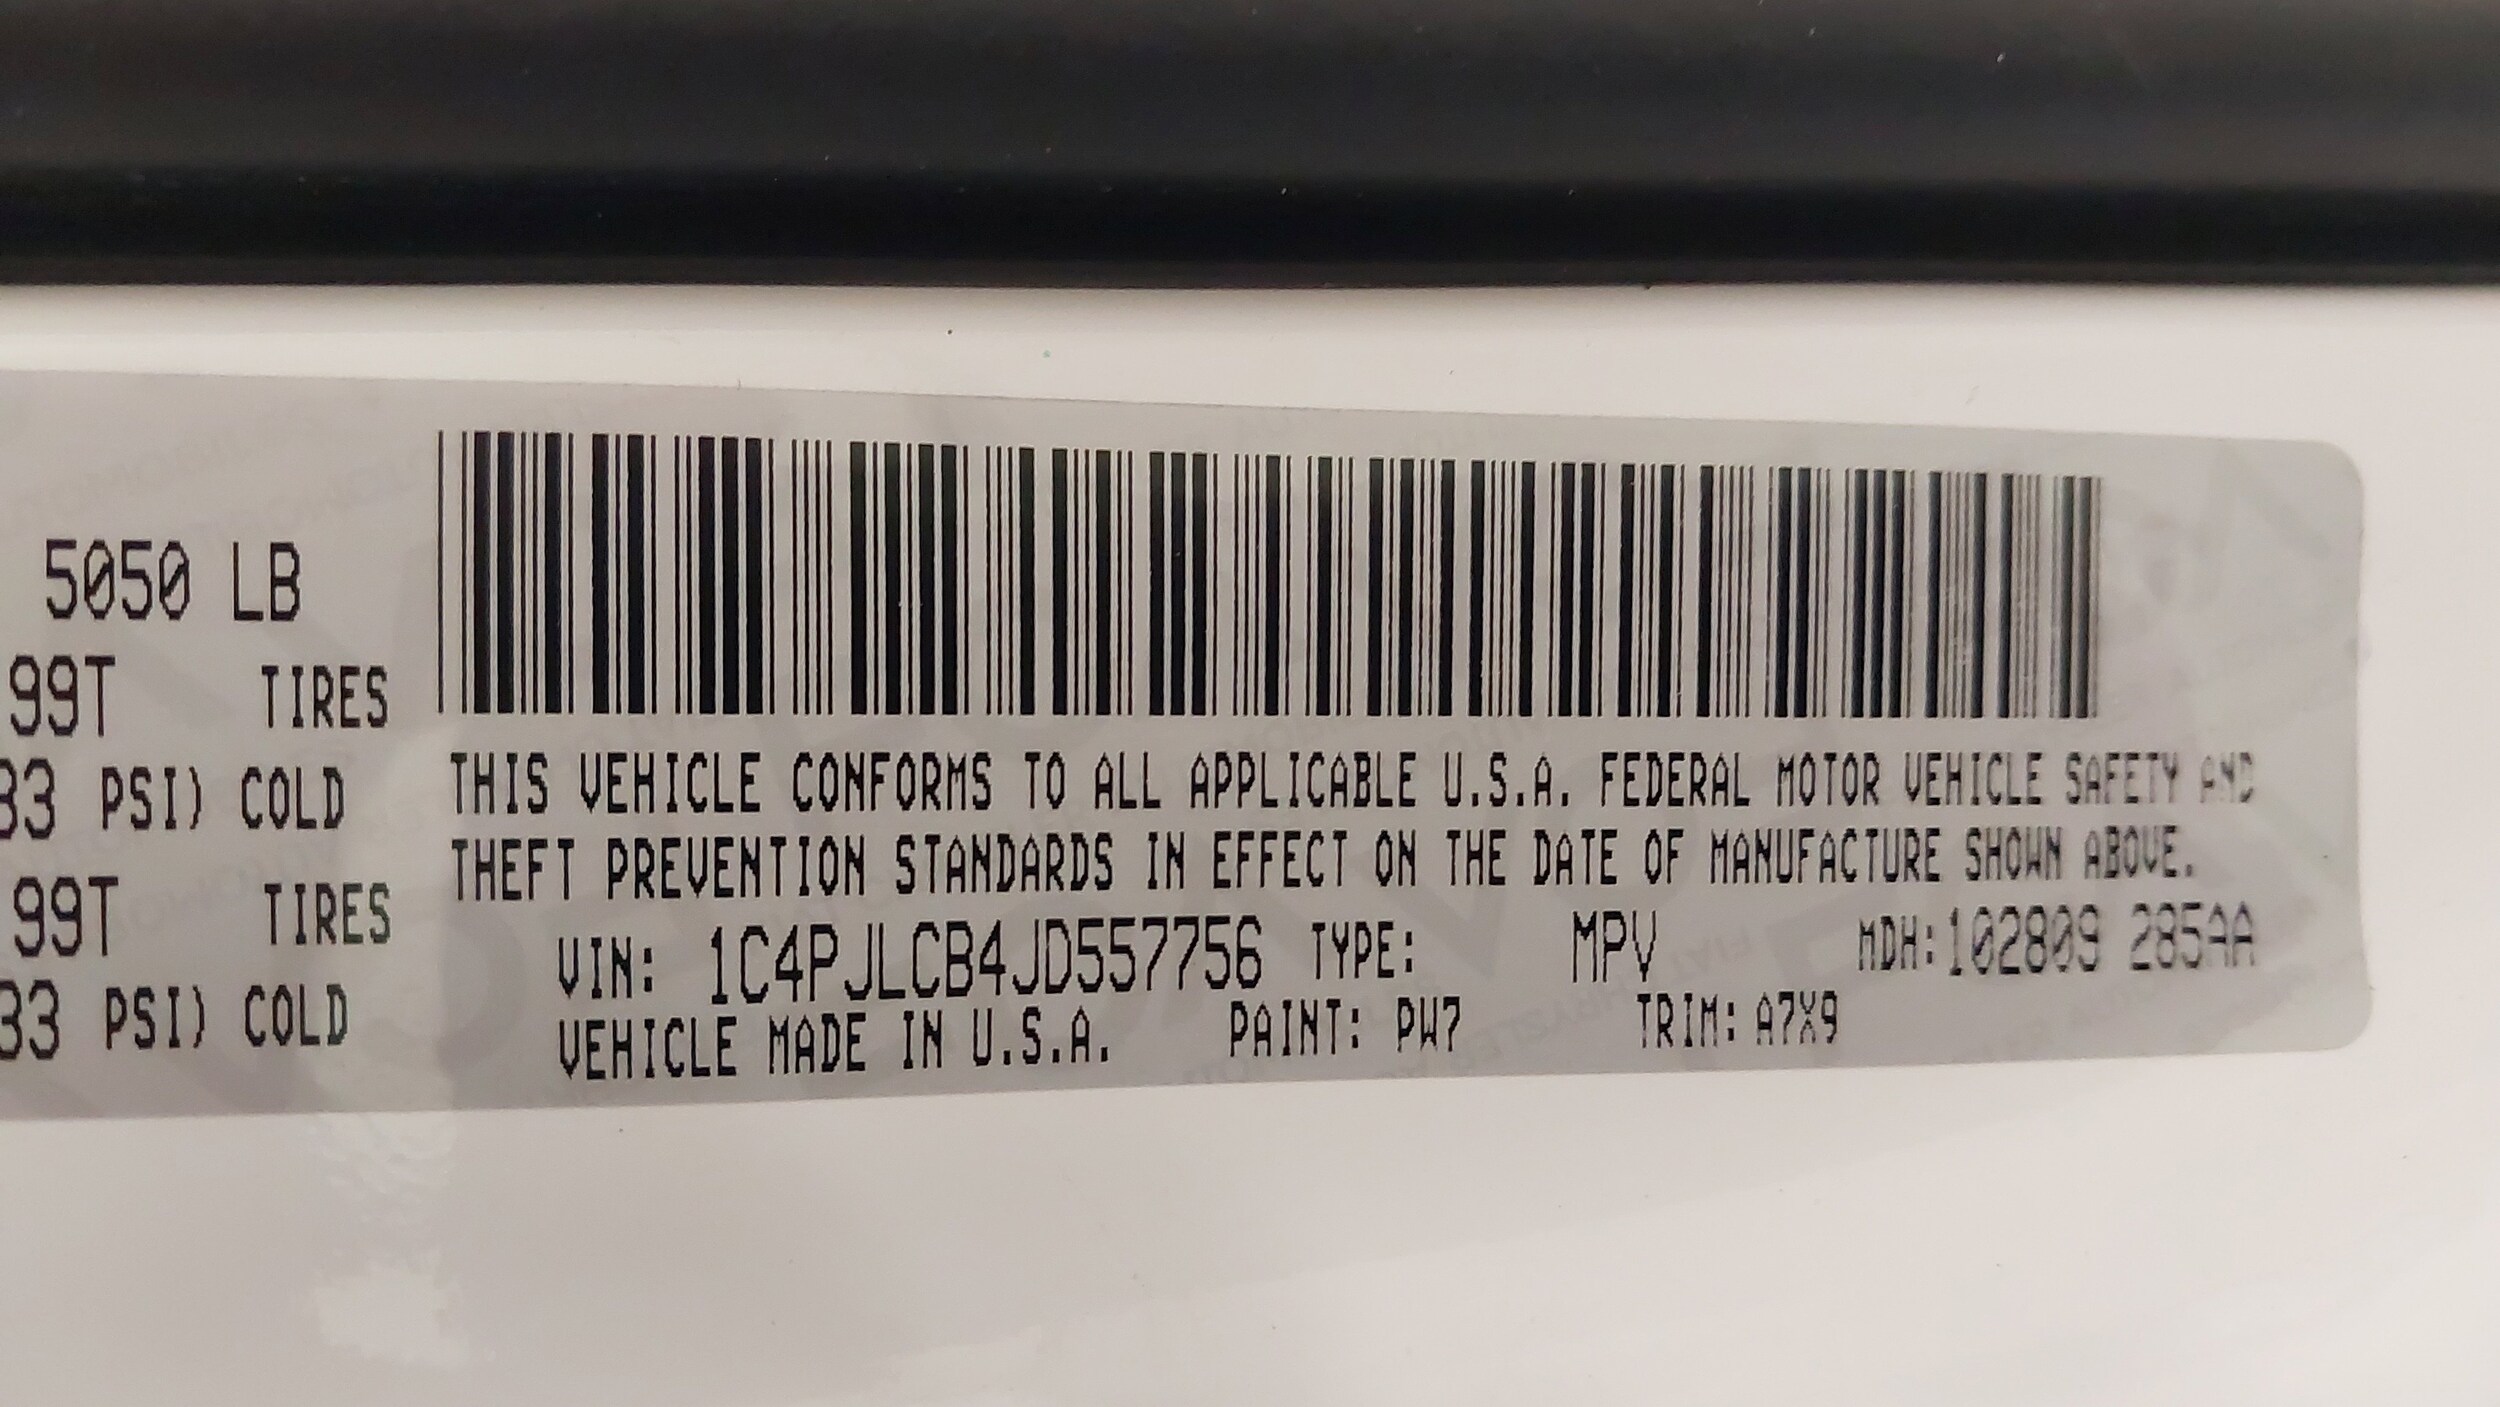 5050 LB
99T TIRES
33 PSI) COLD
99T TIRES
33 PSI) COLD
THIS VEHICLE CONFORMS TO ALL APPLICABLE U.S.A. FEDERAL MOTOR VEHICLE SAFETY AND
THEFT PREVENTION STANDARDS IN EFFECT ON THE DATE OF MANUFACTURE SHOWN ABOVE.
VIN: 1C4PJLCB4JD557756 TYPE: MPV MDH:102809 285AA
VEHICLE MADE IN U.S.A. PAINT: PW7 TRIM: A7X9